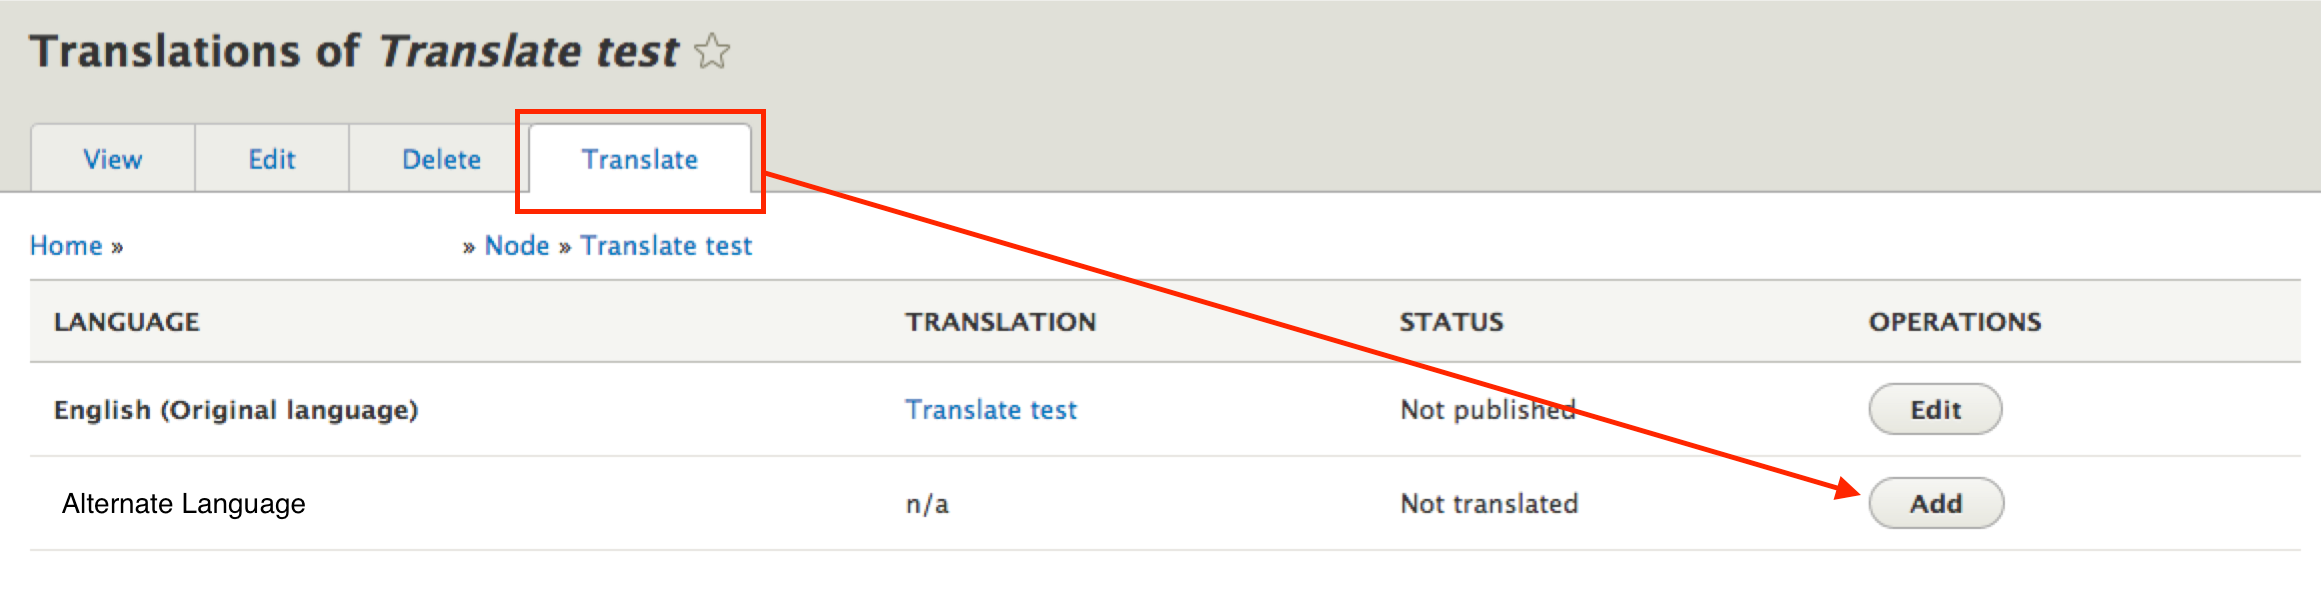 Translations of Translate test
View Edit Delete Translate
Home » » Node » Translate test
LANGUAGE TRANSLATION STATUS OPERATIONS
English (Original language) Translate test Not published Edit
Alternate Language n/a Not translated Add